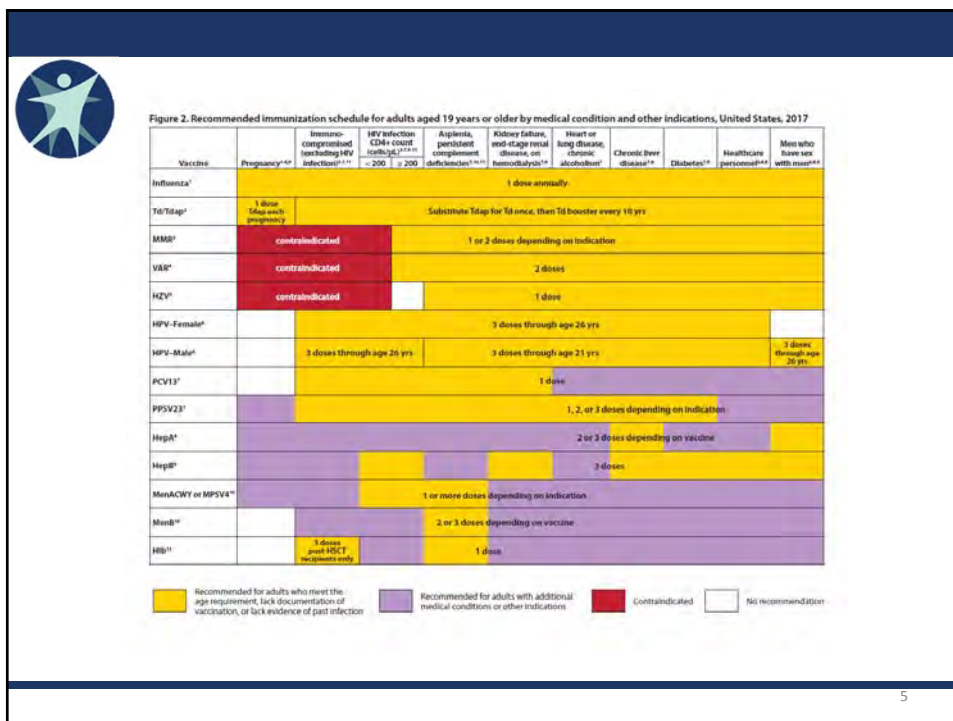 Figure 2. Recommended immunization schedule for adults aged 19 years or older by medical condition and other indications, United States, 2017
Vaccine
Pregnancy
Immuno-
compromised
(excluding HIV
infection)
HIV infection
CD4+ count
(cells/μL)
< 200
≥ 200
Asplenia,
persistent
complement
deficiencies
Kidney failure,
end-stage renal
disease, on
hemodialysis
Heart or
lung disease,
chronic
alcoholism
Chronic liver
disease
Diabetes
Healthcare
personnel
Men who
have sex
with men
Influenza
1 dose annually
Td/Tdap
1 dose
Tdap each
pregnancy
Substitute Tdap for Td once, then Td booster every 10 yrs
MMR
contraindicated
1 or 2 doses depending on indication
VAR
contraindicated
2 doses
HZV
contraindicated
1 dose
HPV–Female
3 doses through age 26 yrs
HPV–Male
3 doses through age 26 yrs
3 doses through age 21 yrs
3 doses
through age
26 yrs
PCV13
1 dose
PPSV23
1, 2, or 3 doses depending on indication
HepA
2 or 3 doses depending on vaccine
HepB
3 doses
MenACWY or MPSV4
1 or more doses depending on indication
MenB
2 or 3 doses depending on vaccine
Hib
3 doses
post-HSCT
recipients only
1 dose
Recommended for adults who meet the
age requirement, lack documentation of
vaccination, or lack evidence of past infection
Recommended for adults with additional
medical conditions or other indications
Contraindicated
No recommendation
5